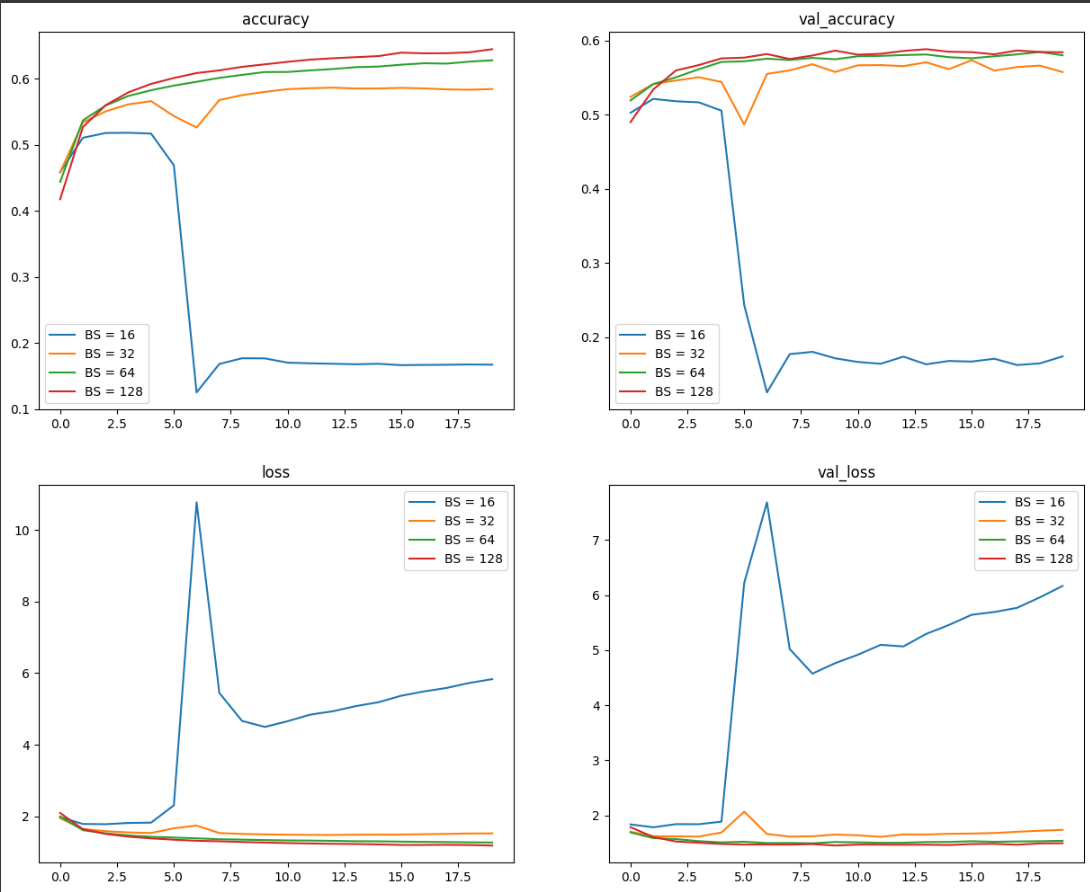 accuracy
0.6
0.5
0.4
0.3
0.2
0.1
BS = 16
BS = 32
BS = 64
BS = 128
0.0 2.5 5.0 7.5 10.0 12.5 15.0 17.5
val_accuracy
0.6
0.5
0.4
0.3
0.2
BS = 16
BS = 32
BS = 64
BS = 128
0.0 2.5 5.0 7.5 10.0 12.5 15.0 17.5
loss
10
8
6
4
2
BS = 16
BS = 32
BS = 64
BS = 128
0.0 2.5 5.0 7.5 10.0 12.5 15.0 17.5
val_loss
7
6
5
4
3
2
BS = 16
BS = 32
BS = 64
BS = 128
0.0 2.5 5.0 7.5 10.0 12.5 15.0 17.5